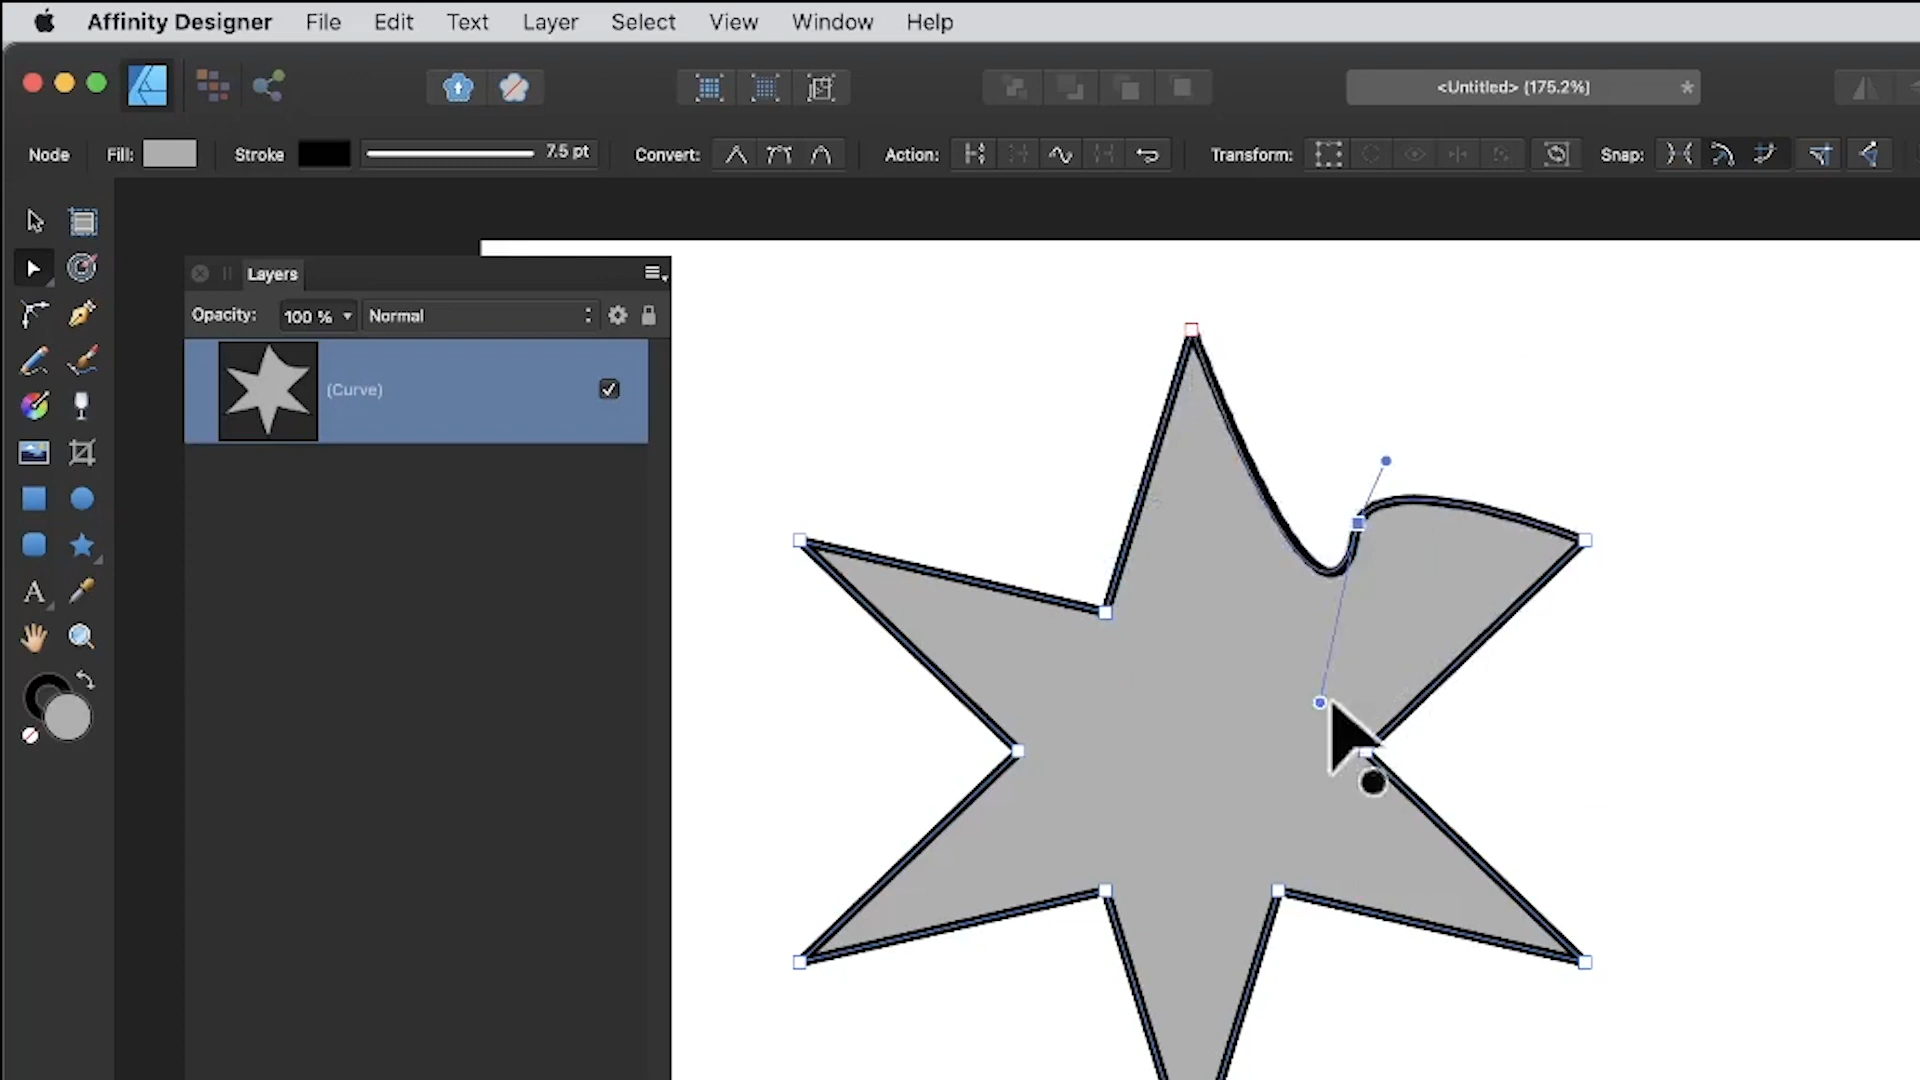 Affinity Designer File Edit Text Layer Select View Window Help
<Untitled> (175.2%) *
Node Fill: Stroke 7.5 pt Convert: Action: Transform: Snap:
Layers
Opacity: 100 % Normal
(Curve)
A